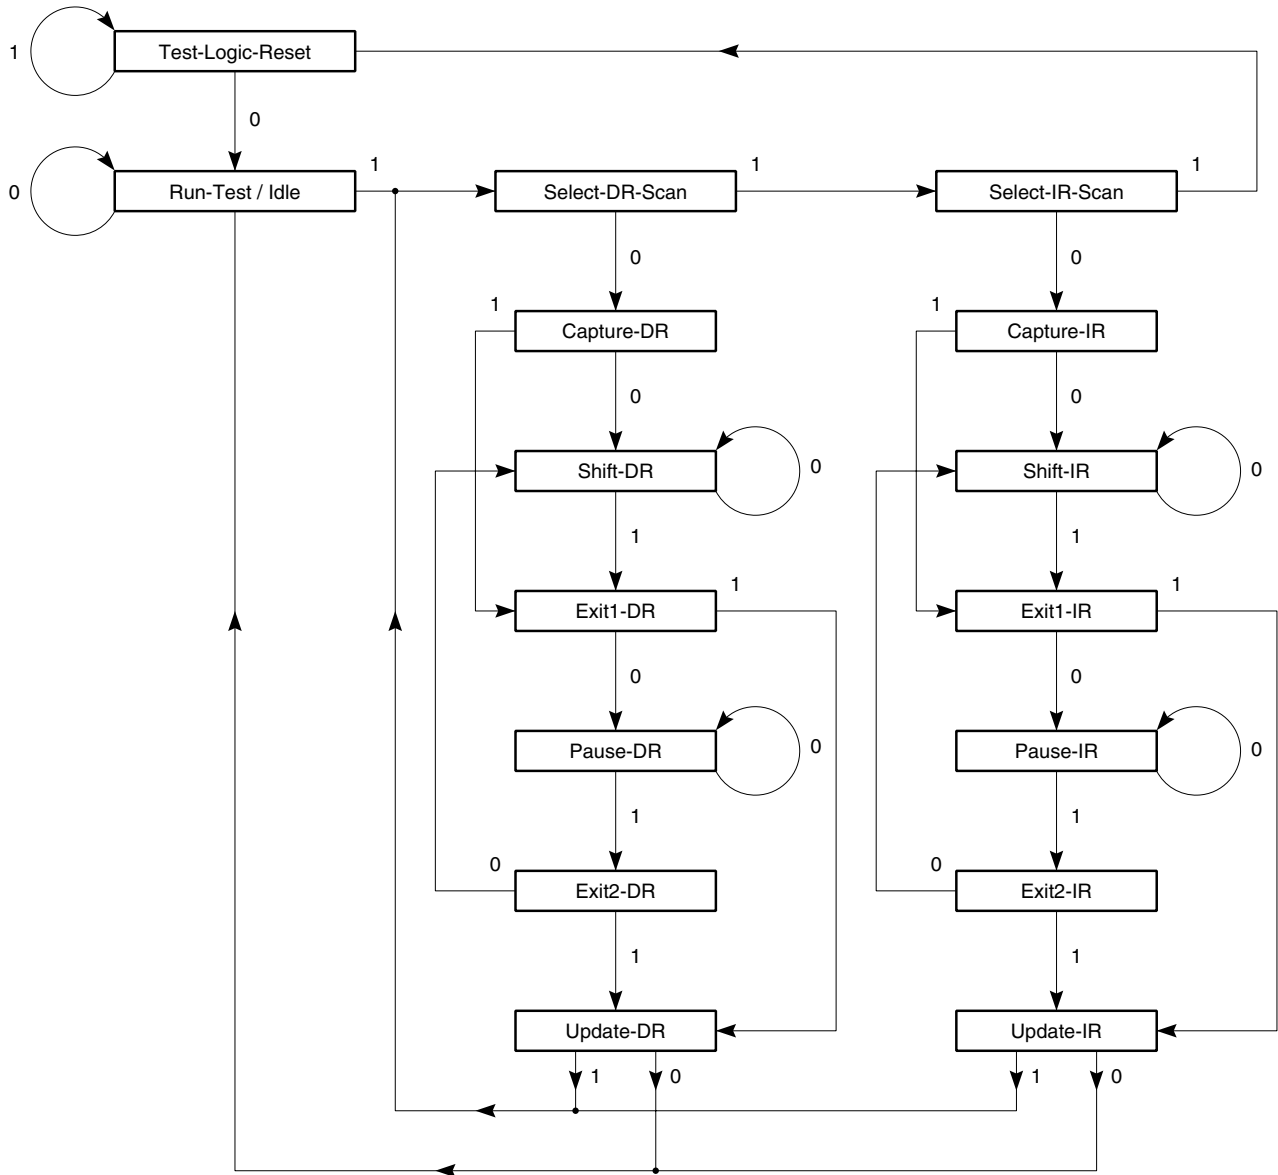 1
Test-Logic-Reset
0
0
Run-Test / Idle
1
Select-DR-Scan
1
Select-IR-Scan
1
0
0
1
Capture-DR
1
Capture-IR
0
0
Shift-DR
0
Shift-IR
0
1
1
Exit1-DR
1
Exit1-IR
1
0
0
Pause-DR
0
Pause-IR
0
1
1
0
Exit2-DR
0
Exit2-IR
1
1
Update-DR
Update-IR
1
0
1
0